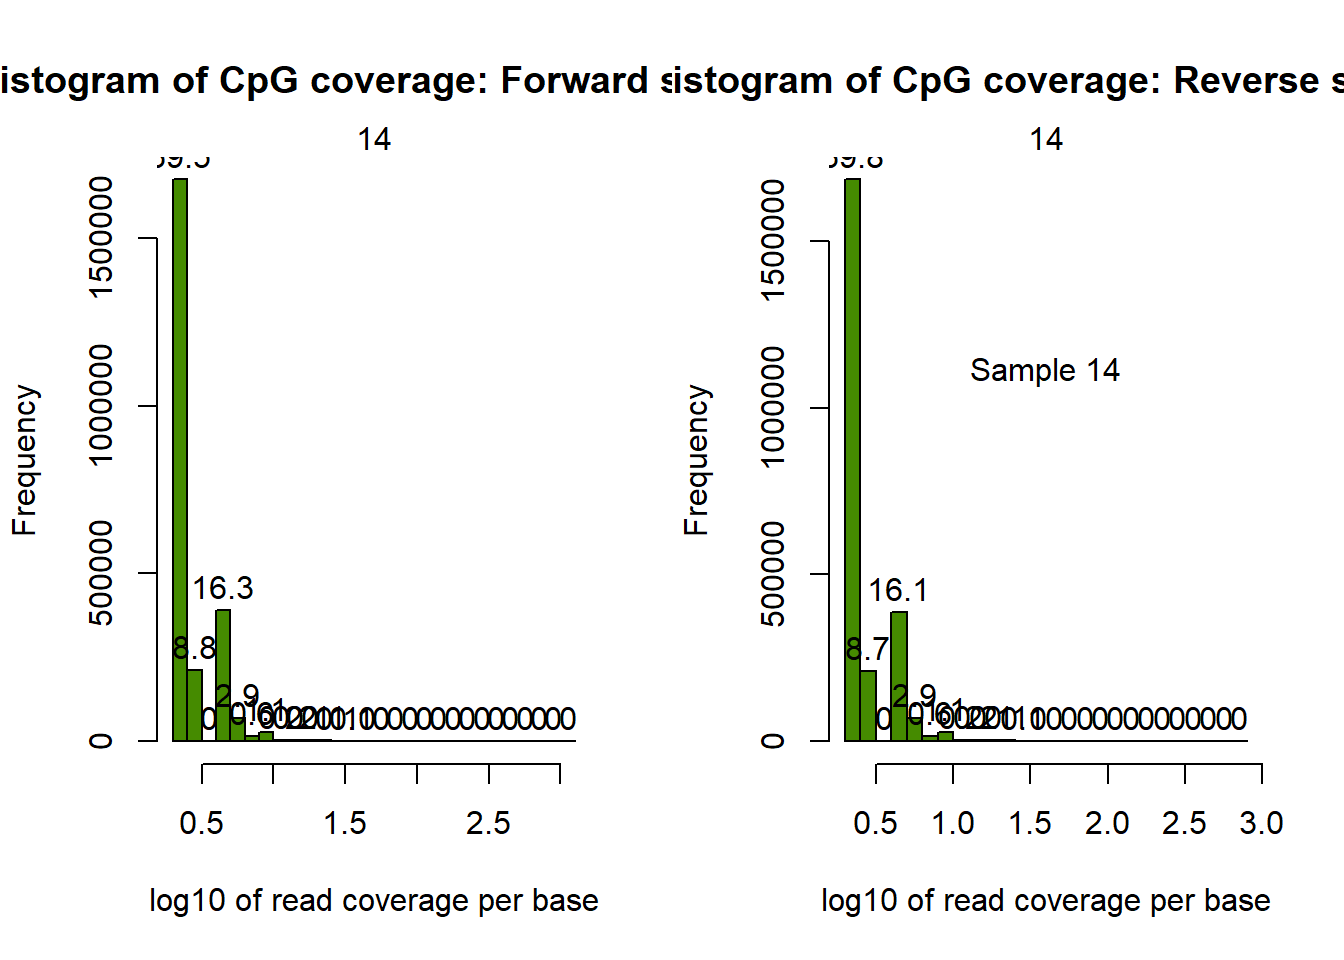 istogram of CpG coverage: Forward s
14
Frequency
1500000
1000000
500000
0
16.3
8.8
2.9
0.5 1.5 2.5
log10 of read coverage per base
istogram of CpG coverage: Reverse s
14
Sample 14
Frequency
1500000
1000000
500000
0
16.1
8.7
2.9
0.5 1.0 1.5 2.0 2.5 3.0
log10 of read coverage per base